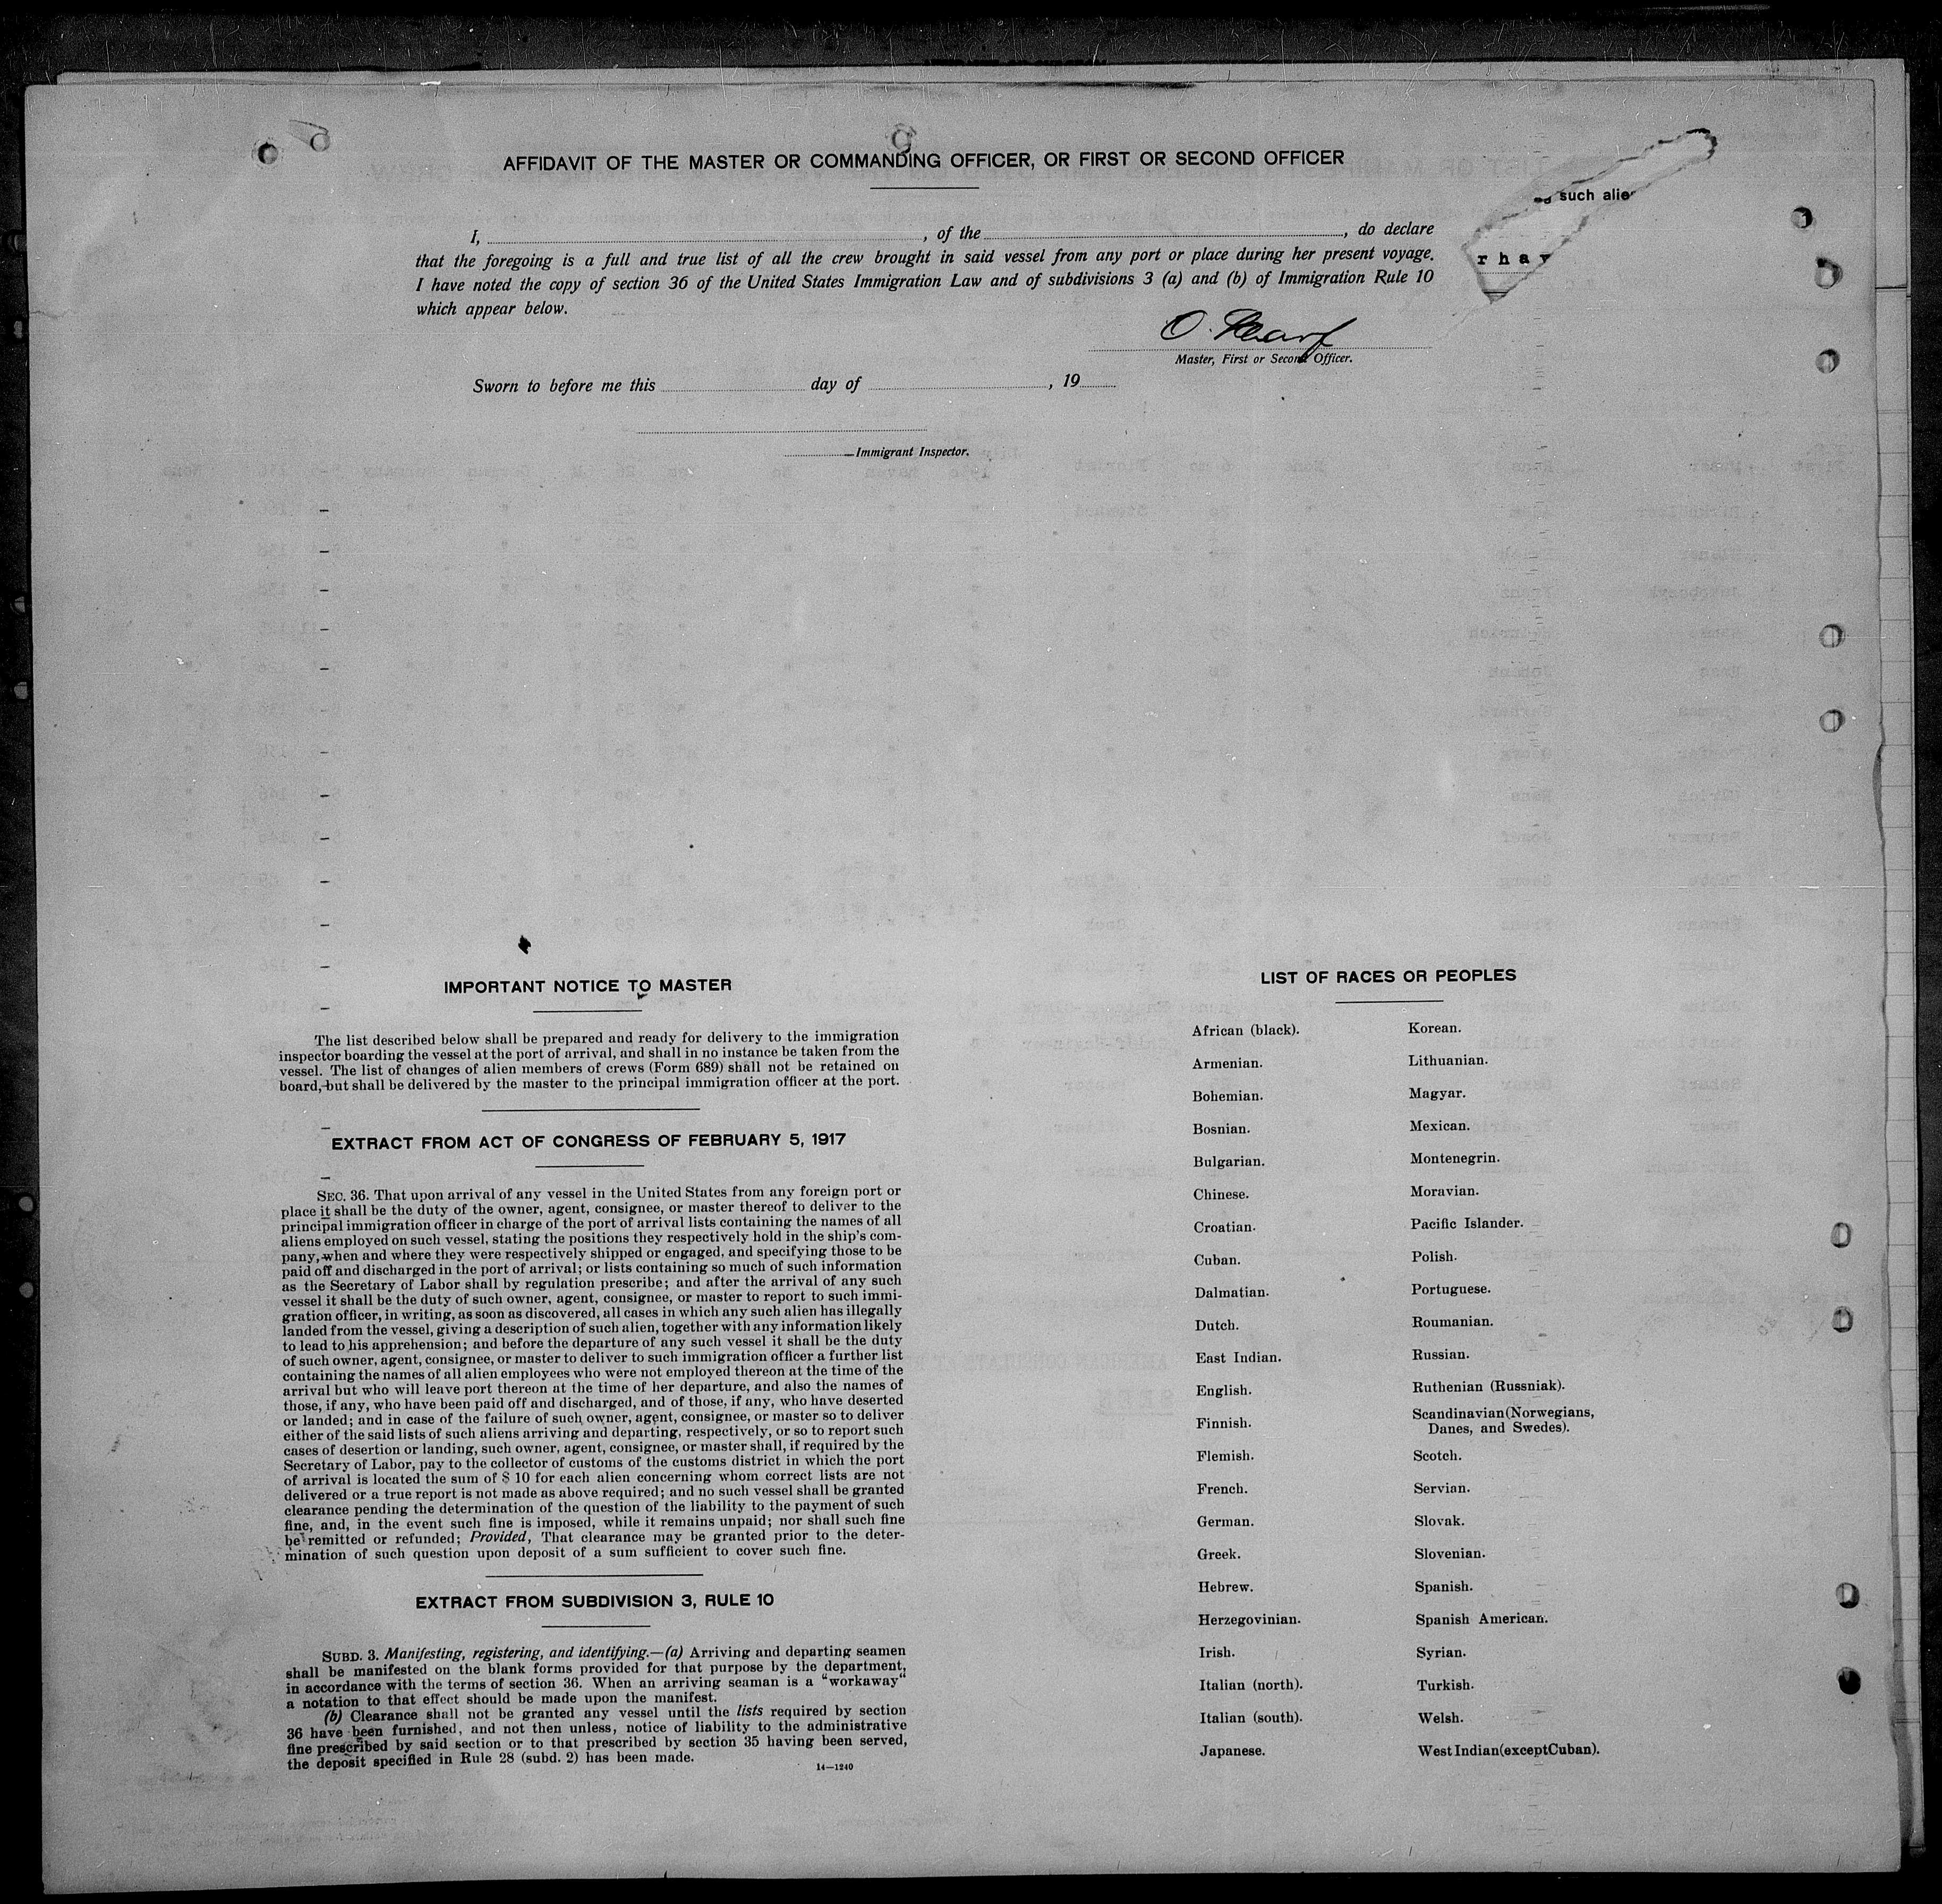 AFFIDAVIT OF THE MASTER OR COMMANDING OFFICER, OR FIRST OR SECOND OFFICER
such alie
I, , of the , do declare
that the foregoing is a full and true list of all the crew brought in said vessel from any port or place during her present voyage.
r h a v
I have noted the copy of section 36 of the United States Immigration Law and of subdivisions 3 (a) and (b) of Immigration Rule 10
which appear below.
O.
Master, First or Second Officer.
Sworn to before me this day of , 19
Immigrant Inspector.
IMPORTANT NOTICE TO MASTER
The list described below shall be prepared and ready for delivery to the immigration
inspector boarding the vessel at the port of arrival, and shall in no instance be taken from the
vessel. The list of changes of alien members of crews (Form 689) shall not be retained on
board, but shall be delivered by the master to the principal immigration officer at the port.
EXTRACT FROM ACT OF CONGRESS OF FEBRUARY 5, 1917
SEC. 36. That upon arrival of any vessel in the United States from any foreign port or
place it shall be the duty of the owner, agent, consignee, or master thereof to deliver to the
principal immigration officer in charge of the port of arrival lists containing the names of all
aliens employed on such vessel, stating the positions they respectively hold in the ship's com-
pany, when and where they were respectively shipped or engaged, and specifying those to be
paid off and discharged in the port of arrival; or lists containing so much of such information
as the Secretary of Labor shall by regulation prescribe; and after the arrival of any such
vessel it shall be the duty of such owner, agent, consignee, or master to report to such immi-
gration officer, in writing, as soon as discovered, all cases in which any such alien has illegally
landed from the vessel, giving a description of such alien, together with any information likely
to lead to his apprehension; and before the departure of any such vessel it shall be the duty
of such owner, agent, consignee, or master to deliver to such immigration officer a further list
containing the names of all alien employees who were not employed thereon at the time of the
arrival but who will leave port thereon at the time of her departure, and also the names of
those, if any, who have been paid off and discharged, and of those, if any, who have deserted
or landed; and in case of the failure of such owner, agent, consignee, or master so to deliver
either of the said lists of such aliens arriving and departing, respectively, or so to report such
cases of desertion or landing, such owner, agent, consignee, or master shall, if required by the
Secretary of Labor, pay to the collector of customs of the customs district in which the port
of arrival is located the sum of $ 10 for each alien concerning whom correct lists are not
delivered or a true report is not made as above required; and no such vessel shall be granted
clearance pending the determination of the question of the liability to the payment of such
fine, and, in the event such fine is imposed, while it remains unpaid; nor shall such fine
be remitted or refunded; Provided, That clearance may be granted prior to the deter-
mination of such question upon deposit of a sum sufficient to cover such fine.
EXTRACT FROM SUBDIVISION 3, RULE 10
SUBD. 3. Manifesting, registering, and identifying.—(a) Arriving and departing seamen
shall be manifested on the blank forms provided for that purpose by the department,
in accordance with the terms of section 36. When an arriving seaman is a "workaway"
a notation to that effect should be made upon the manifest.
(b) Clearance shall not be granted any vessel until the lists required by section
36 have been furnished, and not then unless, notice of liability to the administrative
fine prescribed by said section or to that prescribed by section 35 having been served,
the deposit specified in Rule 28 (subd. 2) has been made.
14—1240
LIST OF RACES OR PEOPLES
African (black).
Armenian.
Bohemian.
Bosnian.
Bulgarian.
Chinese.
Croatian.
Cuban.
Dalmatian.
Dutch.
East Indian.
English.
Finnish.
Flemish.
French.
German.
Greek.
Hebrew.
Herzegovinian.
Irish.
Italian (north).
Italian (south).
Japanese.
Korean.
Lithuanian.
Magyar.
Mexican.
Montenegrin.
Moravian.
Pacific Islander.
Polish.
Portuguese.
Roumanian.
Russian.
Ruthenian (Russniak).
Scandinavian (Norwegians,
Danes, and Swedes).
Scotch.
Servian.
Slovak.
Slovenian.
Spanish.
Spanish American.
Syrian.
Turkish.
Welsh.
West Indian (except Cuban).